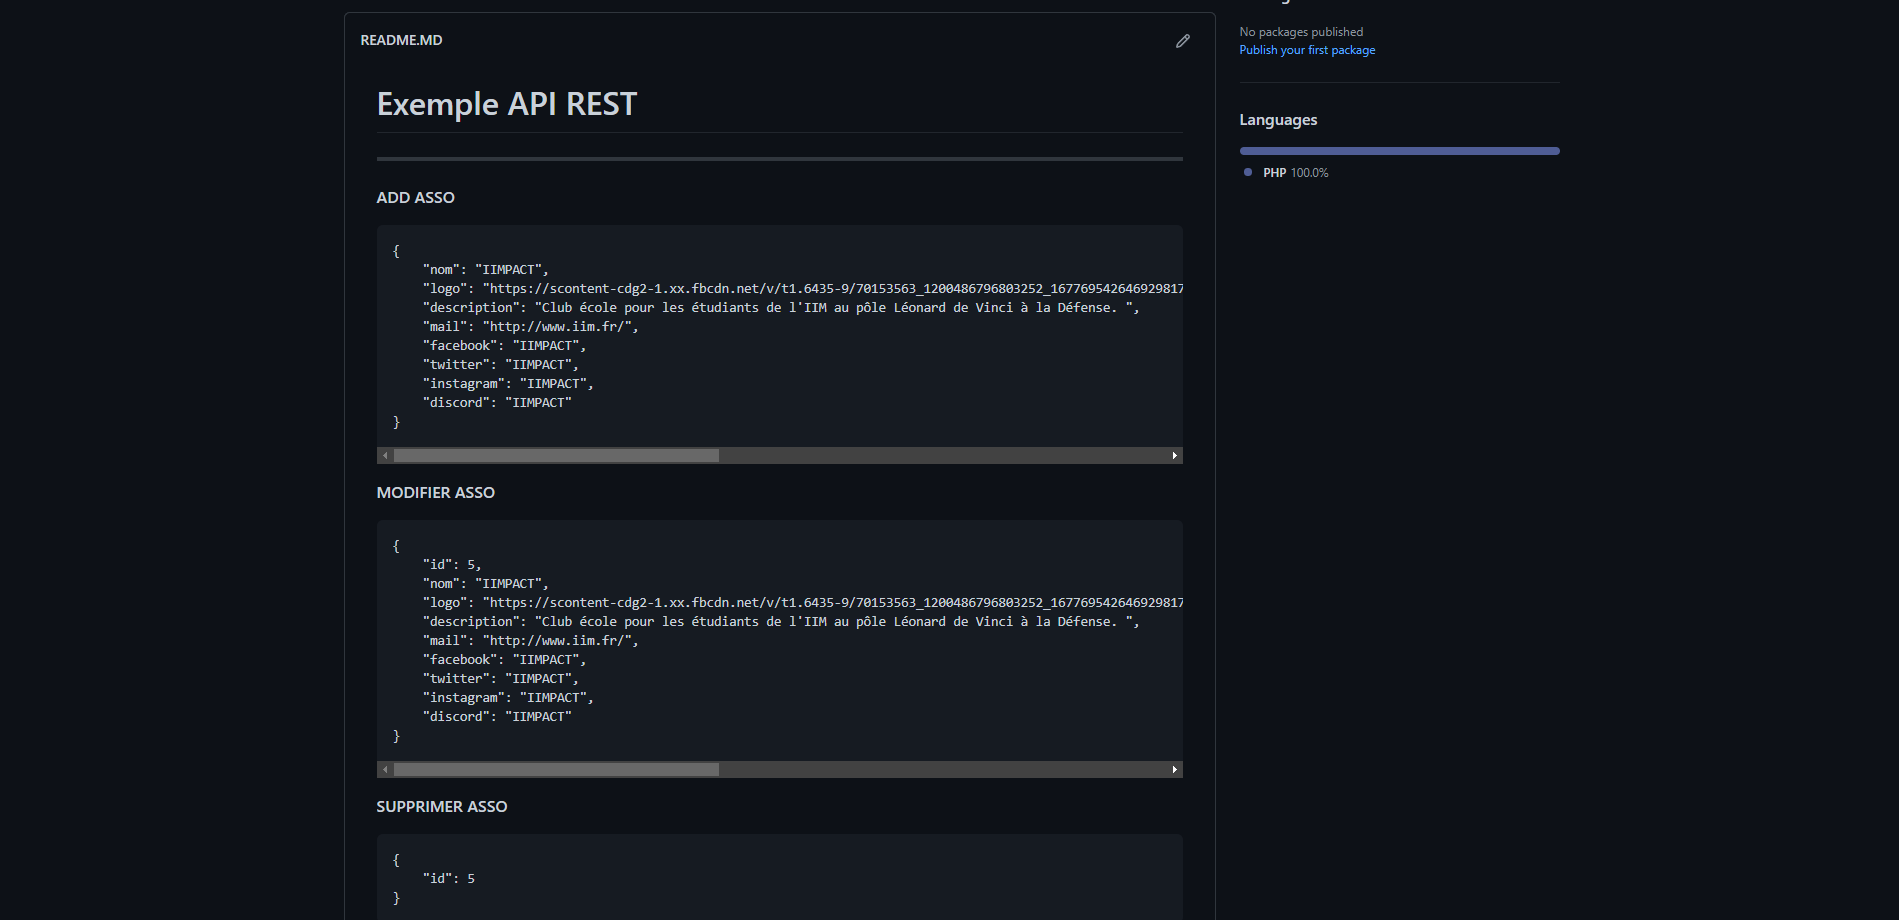 README.MD
Exemple API REST
ADD ASSO
{
"nom": "IIMPACT",
"logo": "https://scontent-cdg2-1.xx.fbcdn.net/v/t1.6435-9/70153563_1200486796803252_167769542646929817
"description": "Club école pour les étudiants de l'IIM au pôle Léonard de Vinci à la Défense. ",
"mail": "http://www.iim.fr/",
"facebook": "IIMPACT",
"twitter": "IIMPACT",
"instagram": "IIMPACT",
"discord": "IIMPACT"
}
MODIFIER ASSO
{
"id": 5,
"nom": "IIMPACT",
"logo": "https://scontent-cdg2-1.xx.fbcdn.net/v/t1.6435-9/70153563_1200486796803252_167769542646929817
"description": "Club école pour les étudiants de l'IIM au pôle Léonard de Vinci à la Défense. ",
"mail": "http://www.iim.fr/",
"facebook": "IIMPACT",
"twitter": "IIMPACT",
"instagram": "IIMPACT",
"discord": "IIMPACT"
}
SUPPRIMER ASSO
{
"id": 5
}
No packages published
Publish your first package
Languages
PHP 100.0%